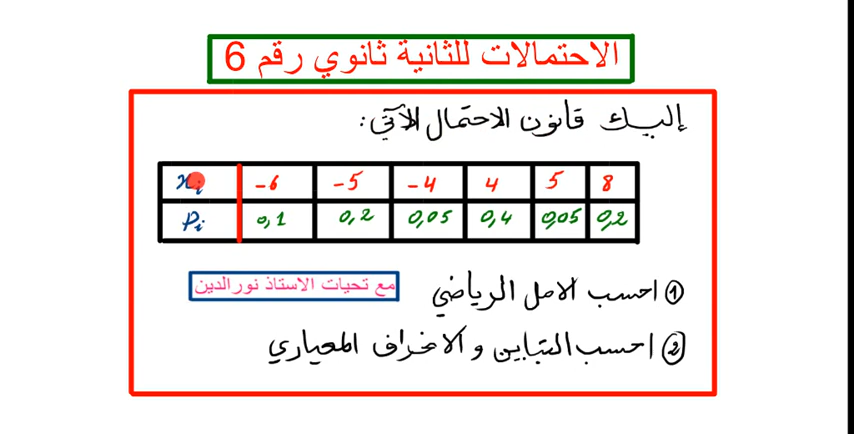 الاحتمالات للثانية ثانوي رقم 6
إليك قانون الاحتمال الآتي:
xi -6 -5 -4 4 5 8
Pi 0,1 0,2 0,05 0,4 0,05 0,2
① احسب الامل الرياضي
مع تحيات الاستاذ نورالدين
② احسب التباين و الانحراف المعياري